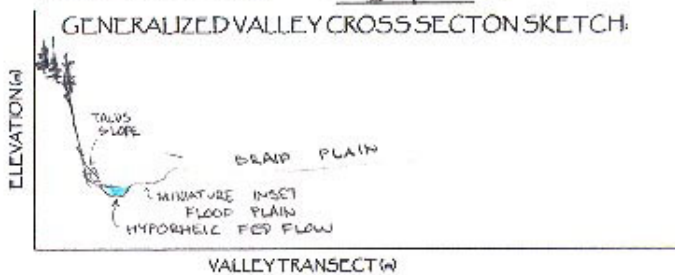 GENERALIZED VALLEY CROSS SECTON SKETCH:
ELEVATION (m)
TALUS
SLOPE
BRAID PLAIN
MINIATURE INSET
FLOOD PLAIN
HYPORHEIC FED FLOW
VALLEY TRANSECT (m)